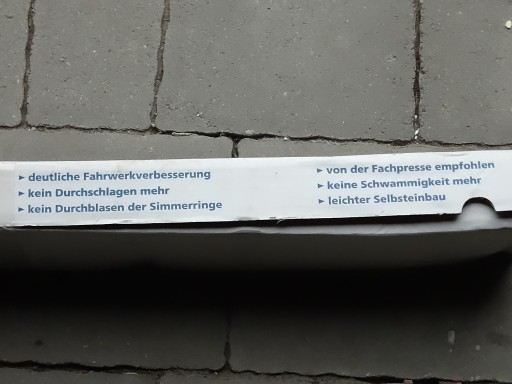 ► deutliche Fahrwerkverbesserung
► kein Durchschlagen mehr
► kein Durchblasen der Simmerringe
► von der Fachpresse empfohlen
► keine Schwammigkeit mehr
► leichter Selbsteinbau